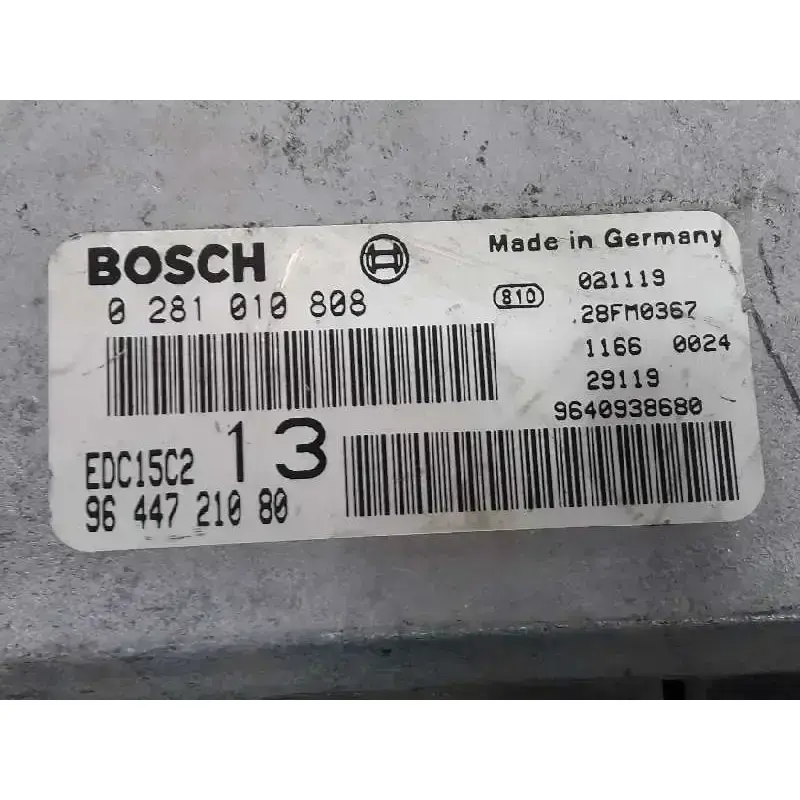 BOSCH
Made in Germany
0 281 010 808
810
031119
28FM0367
1166 0024
29119
9640938680
EDC15C2 13
96 447 210 80